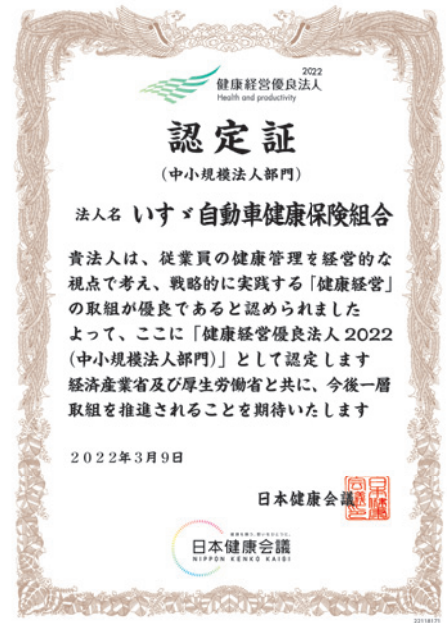 2022
健康経営優良法人
Health and productivity
認定証
(中小規模法人部門)
法人名 いすゞ自動車健康保険組合
貴法人は、従業員の健康管理を経営的な
視点で考え、戦略的に実践する「健康経営」
の取組が優良であると認められました
よって、ここに「健康経営優良法人2022
(中小規模法人部門)」として認定します
経済産業省及び厚生労働省と共に、今後一層
取組を推進されることを期待いたします
2022年3月9日
日本健康会議
日本健康会議
NIPPON KENKO KAIGI